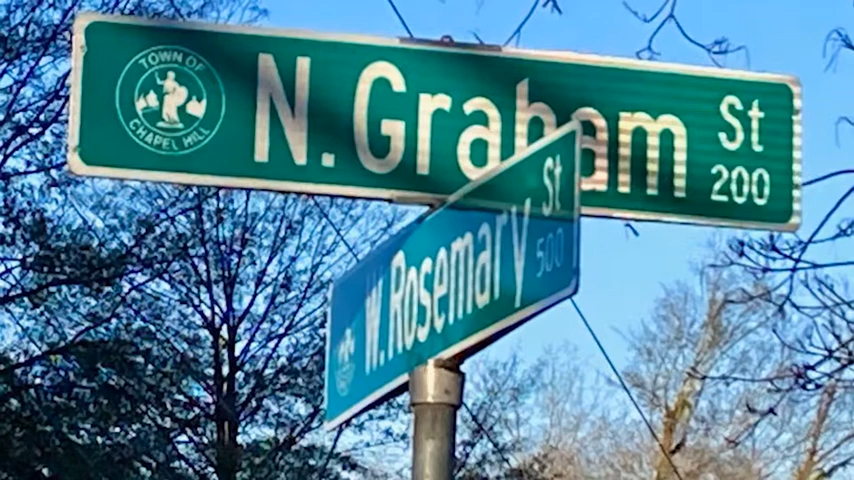 TOWN OF
CHAPEL HILL
N. Graham St
200
W. Rosemary St
500